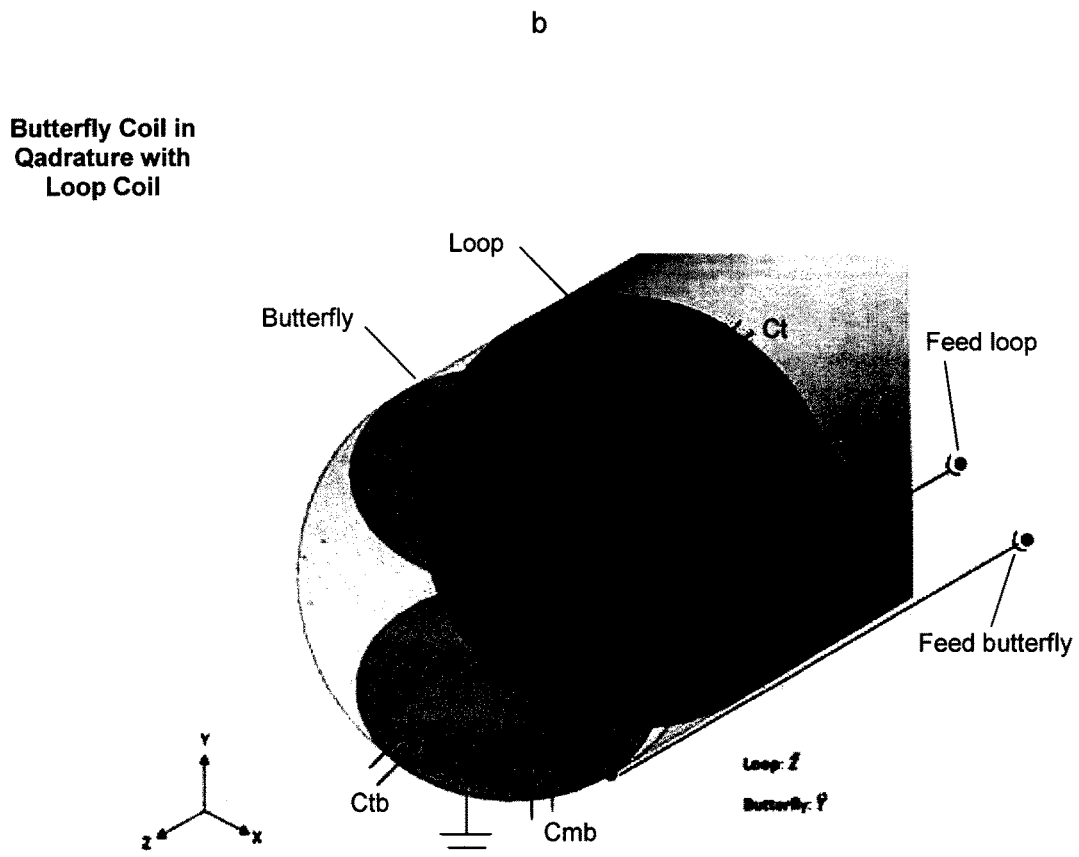 b
Butterfly Coil in
Qadrature with
Loop Coil
Loop
Butterfly
Ct
Feed loop
Feed butterfly
Ctb
Cmb
Y
Z
X
Loop: Z
Butterfly: Y